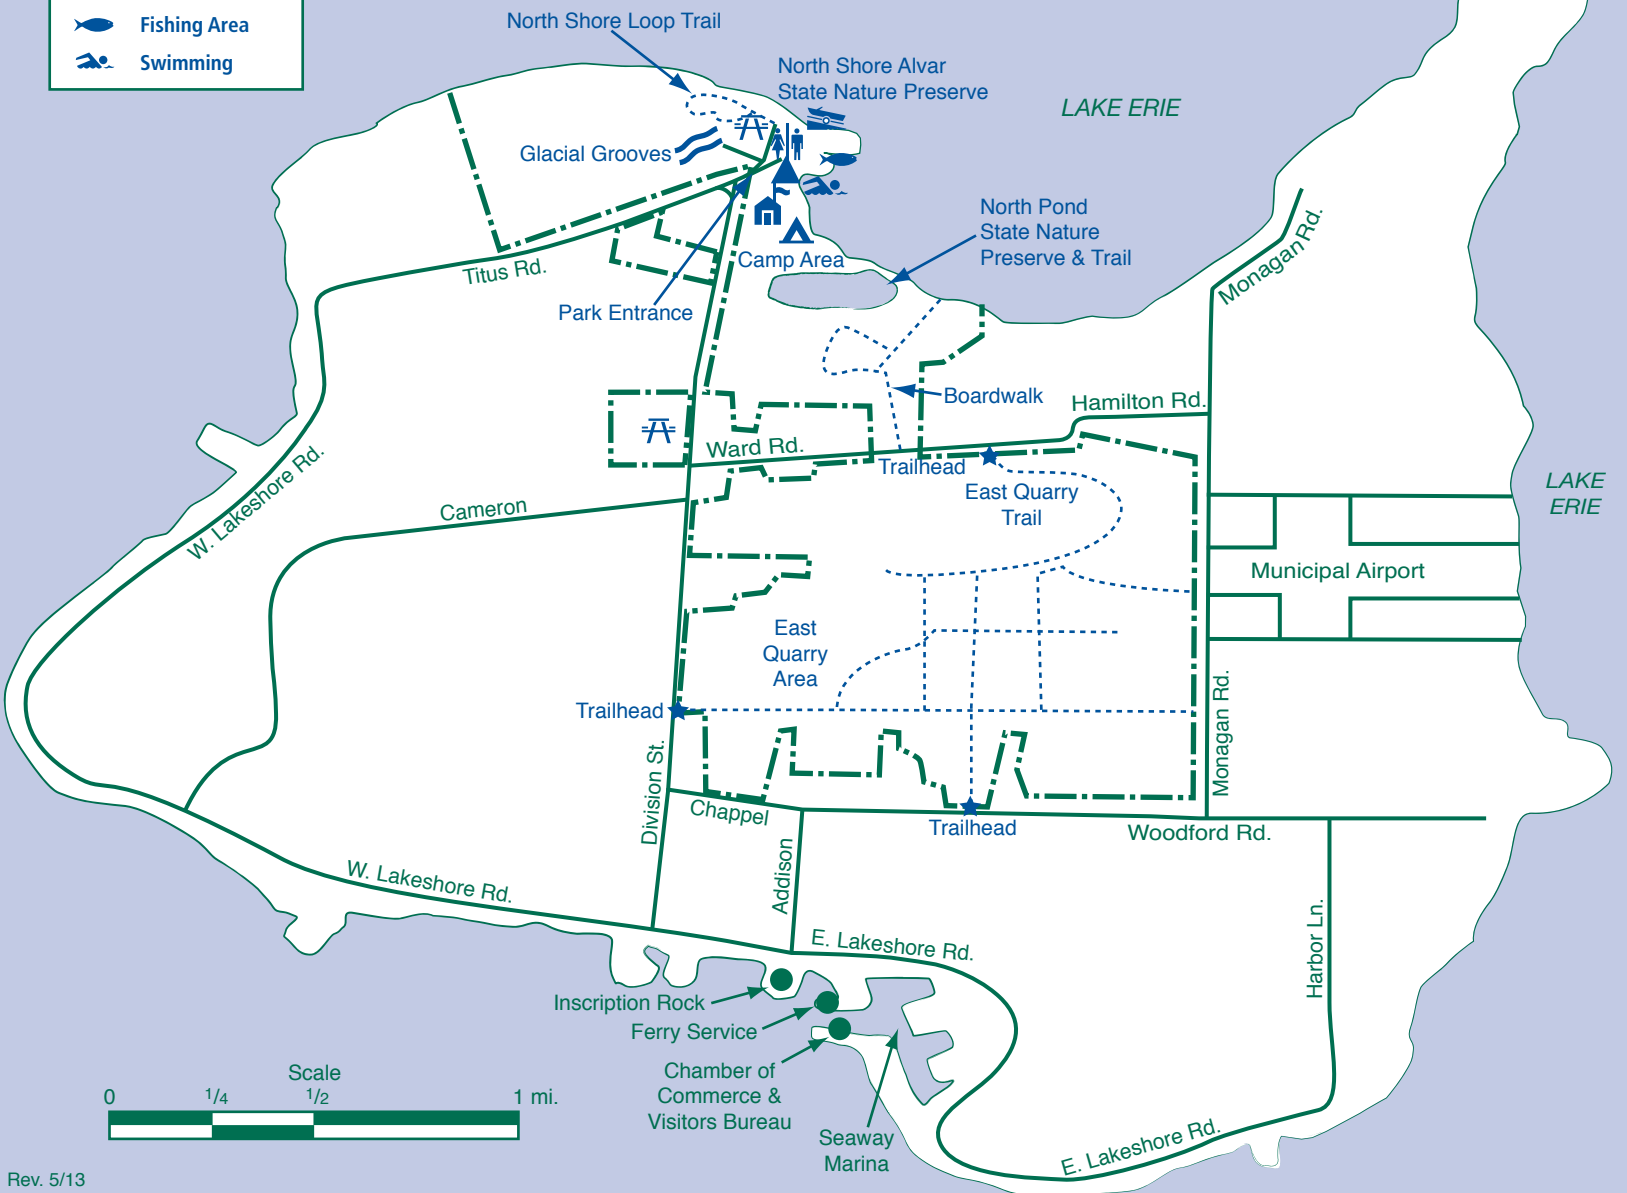 Fishing Area
Swimming
North Shore Loop Trail
North Shore Alvar
State Nature Preserve
LAKE ERIE
Glacial Grooves
North Pond
State Nature
Preserve & Trail
Camp Area
Titus Rd.
Park Entrance
Monagan Rd.
Boardwalk
Hamilton Rd.
Ward Rd.
Trailhead
East Quarry
Trail
W. Lakeshore Rd.
Cameron
LAKE
ERIE
Municipal Airport
East
Quarry
Area
Trailhead
Division St.
Monagan Rd.
Chappel
Trailhead
Woodford Rd.
Addison
W. Lakeshore Rd.
E. Lakeshore Rd.
Harbor Ln.
Inscription Rock
Ferry Service
Chamber of
Commerce &
Visitors Bureau
Seaway
Marina
E. Lakeshore Rd.
Scale
0 1/4 1/2 1 mi.
Rev. 5/13